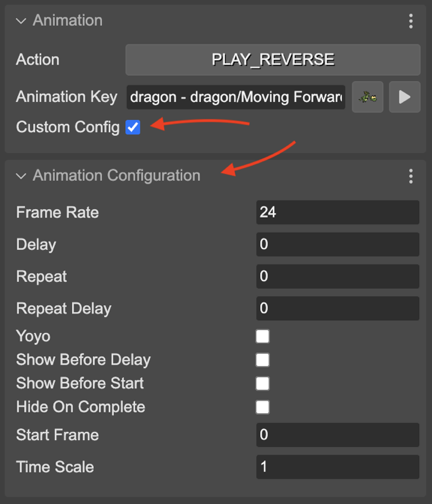 Animation
Action PLAY_REVERSE
Animation Key dragon - dragon/Moving Forward
Custom Config
Animation Configuration
Frame Rate 24
Delay 0
Repeat 0
Repeat Delay 0
Yoyo
Show Before Delay
Show Before Start
Hide On Complete
Start Frame 0
Time Scale 1